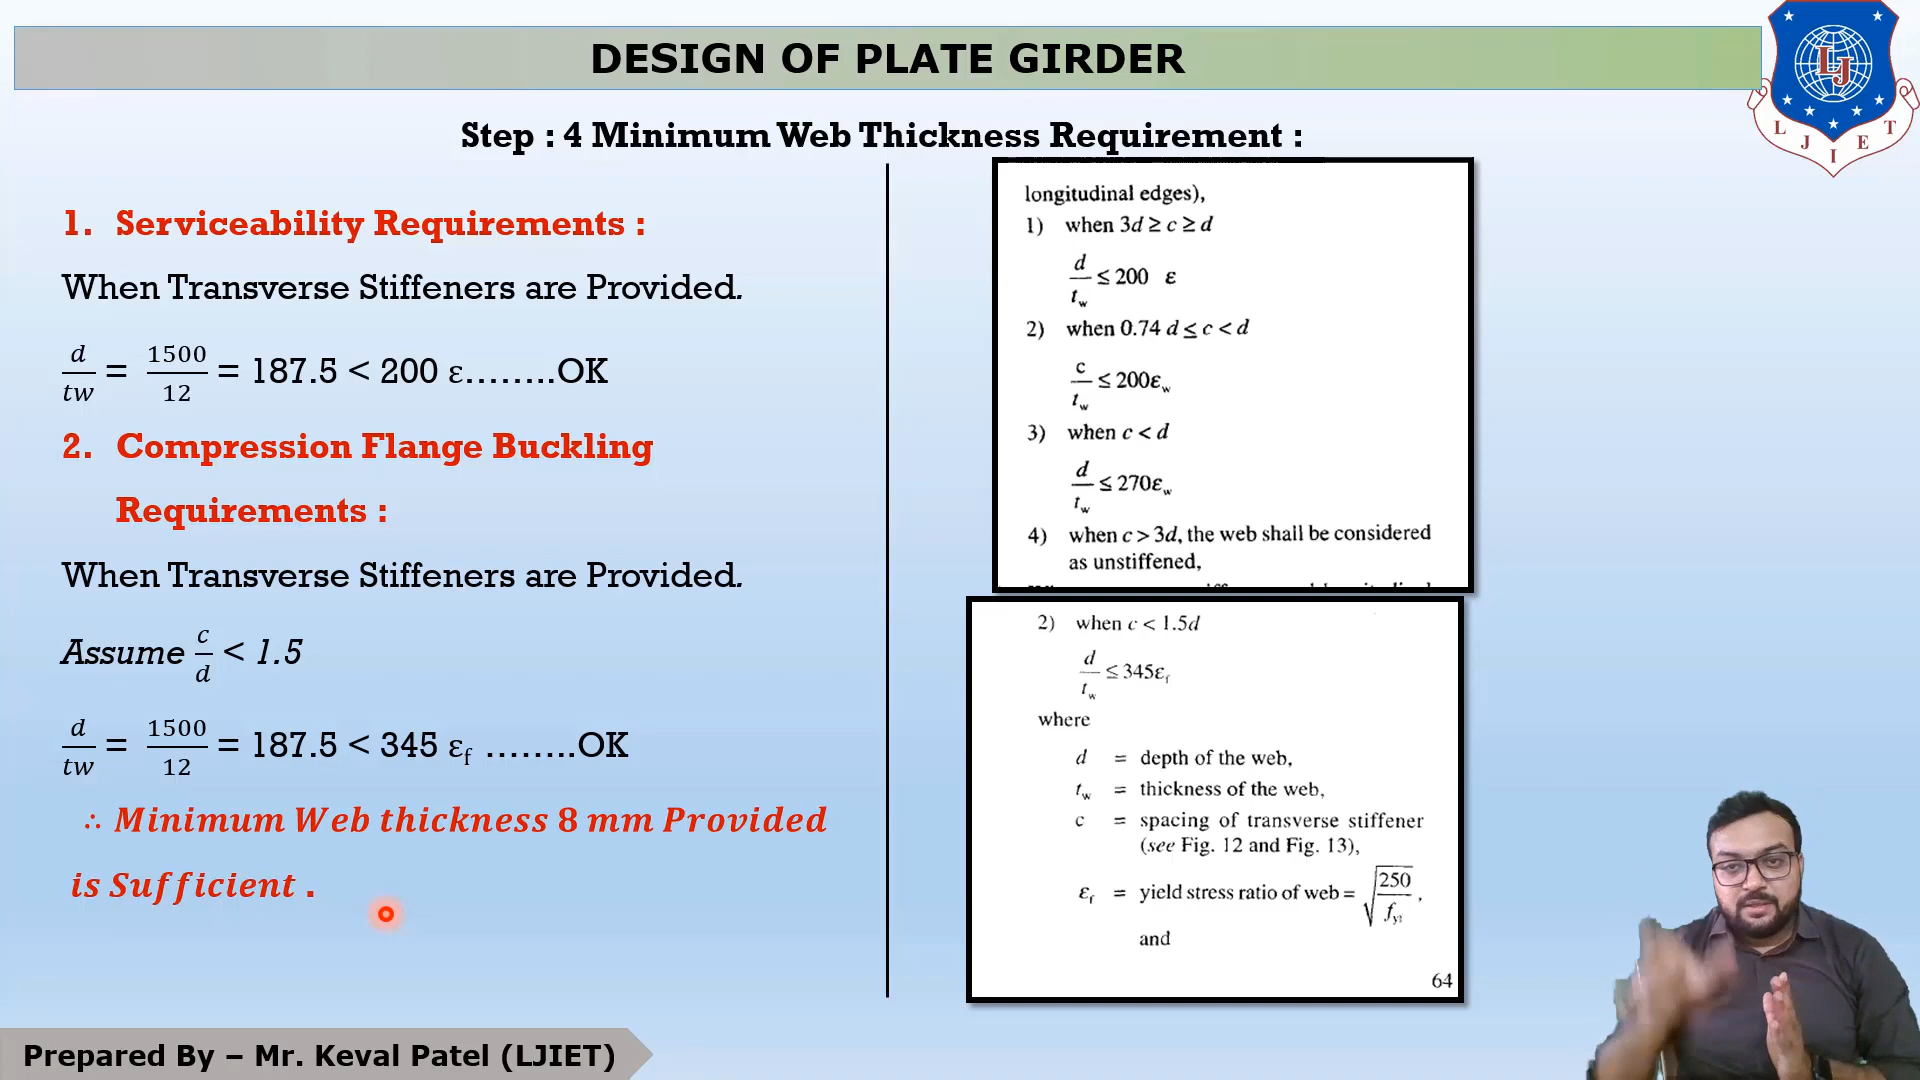 DESIGN OF PLATE GIRDER
LJ
L J I E T
Step : 4 Minimum Web Thickness Requirement :
1. Serviceability Requirements :
When Transverse Stiffeners are Provided.
d/tw = 1500/12 = 187.5 < 200 ε........OK
2. Compression Flange Buckling
Requirements :
When Transverse Stiffeners are Provided.
Assume c/d < 1.5
d/tw = 1500/12 = 187.5 < 345 εf ........OK
∴ Minimum Web thickness 8 mm Provided
is Sufficient .
longitudinal edges),
1) when 3d ≥ c ≥ d
d/tw ≤ 200 ε
2) when 0.74 d ≤ c < d
c/tw ≤ 200εw
3) when c < d
d/tw ≤ 270εw
4) when c > 3d, the web shall be considered
as unstiffened,
2) when c < 1.5d
d/tw ≤ 345εf
where
d = depth of the web,
tw = thickness of the web,
c = spacing of transverse stiffener
(see Fig. 12 and Fig. 13),
εf = yield stress ratio of web = √250/fyf ,
and
64
Prepared By – Mr. Keval Patel (LJIET)